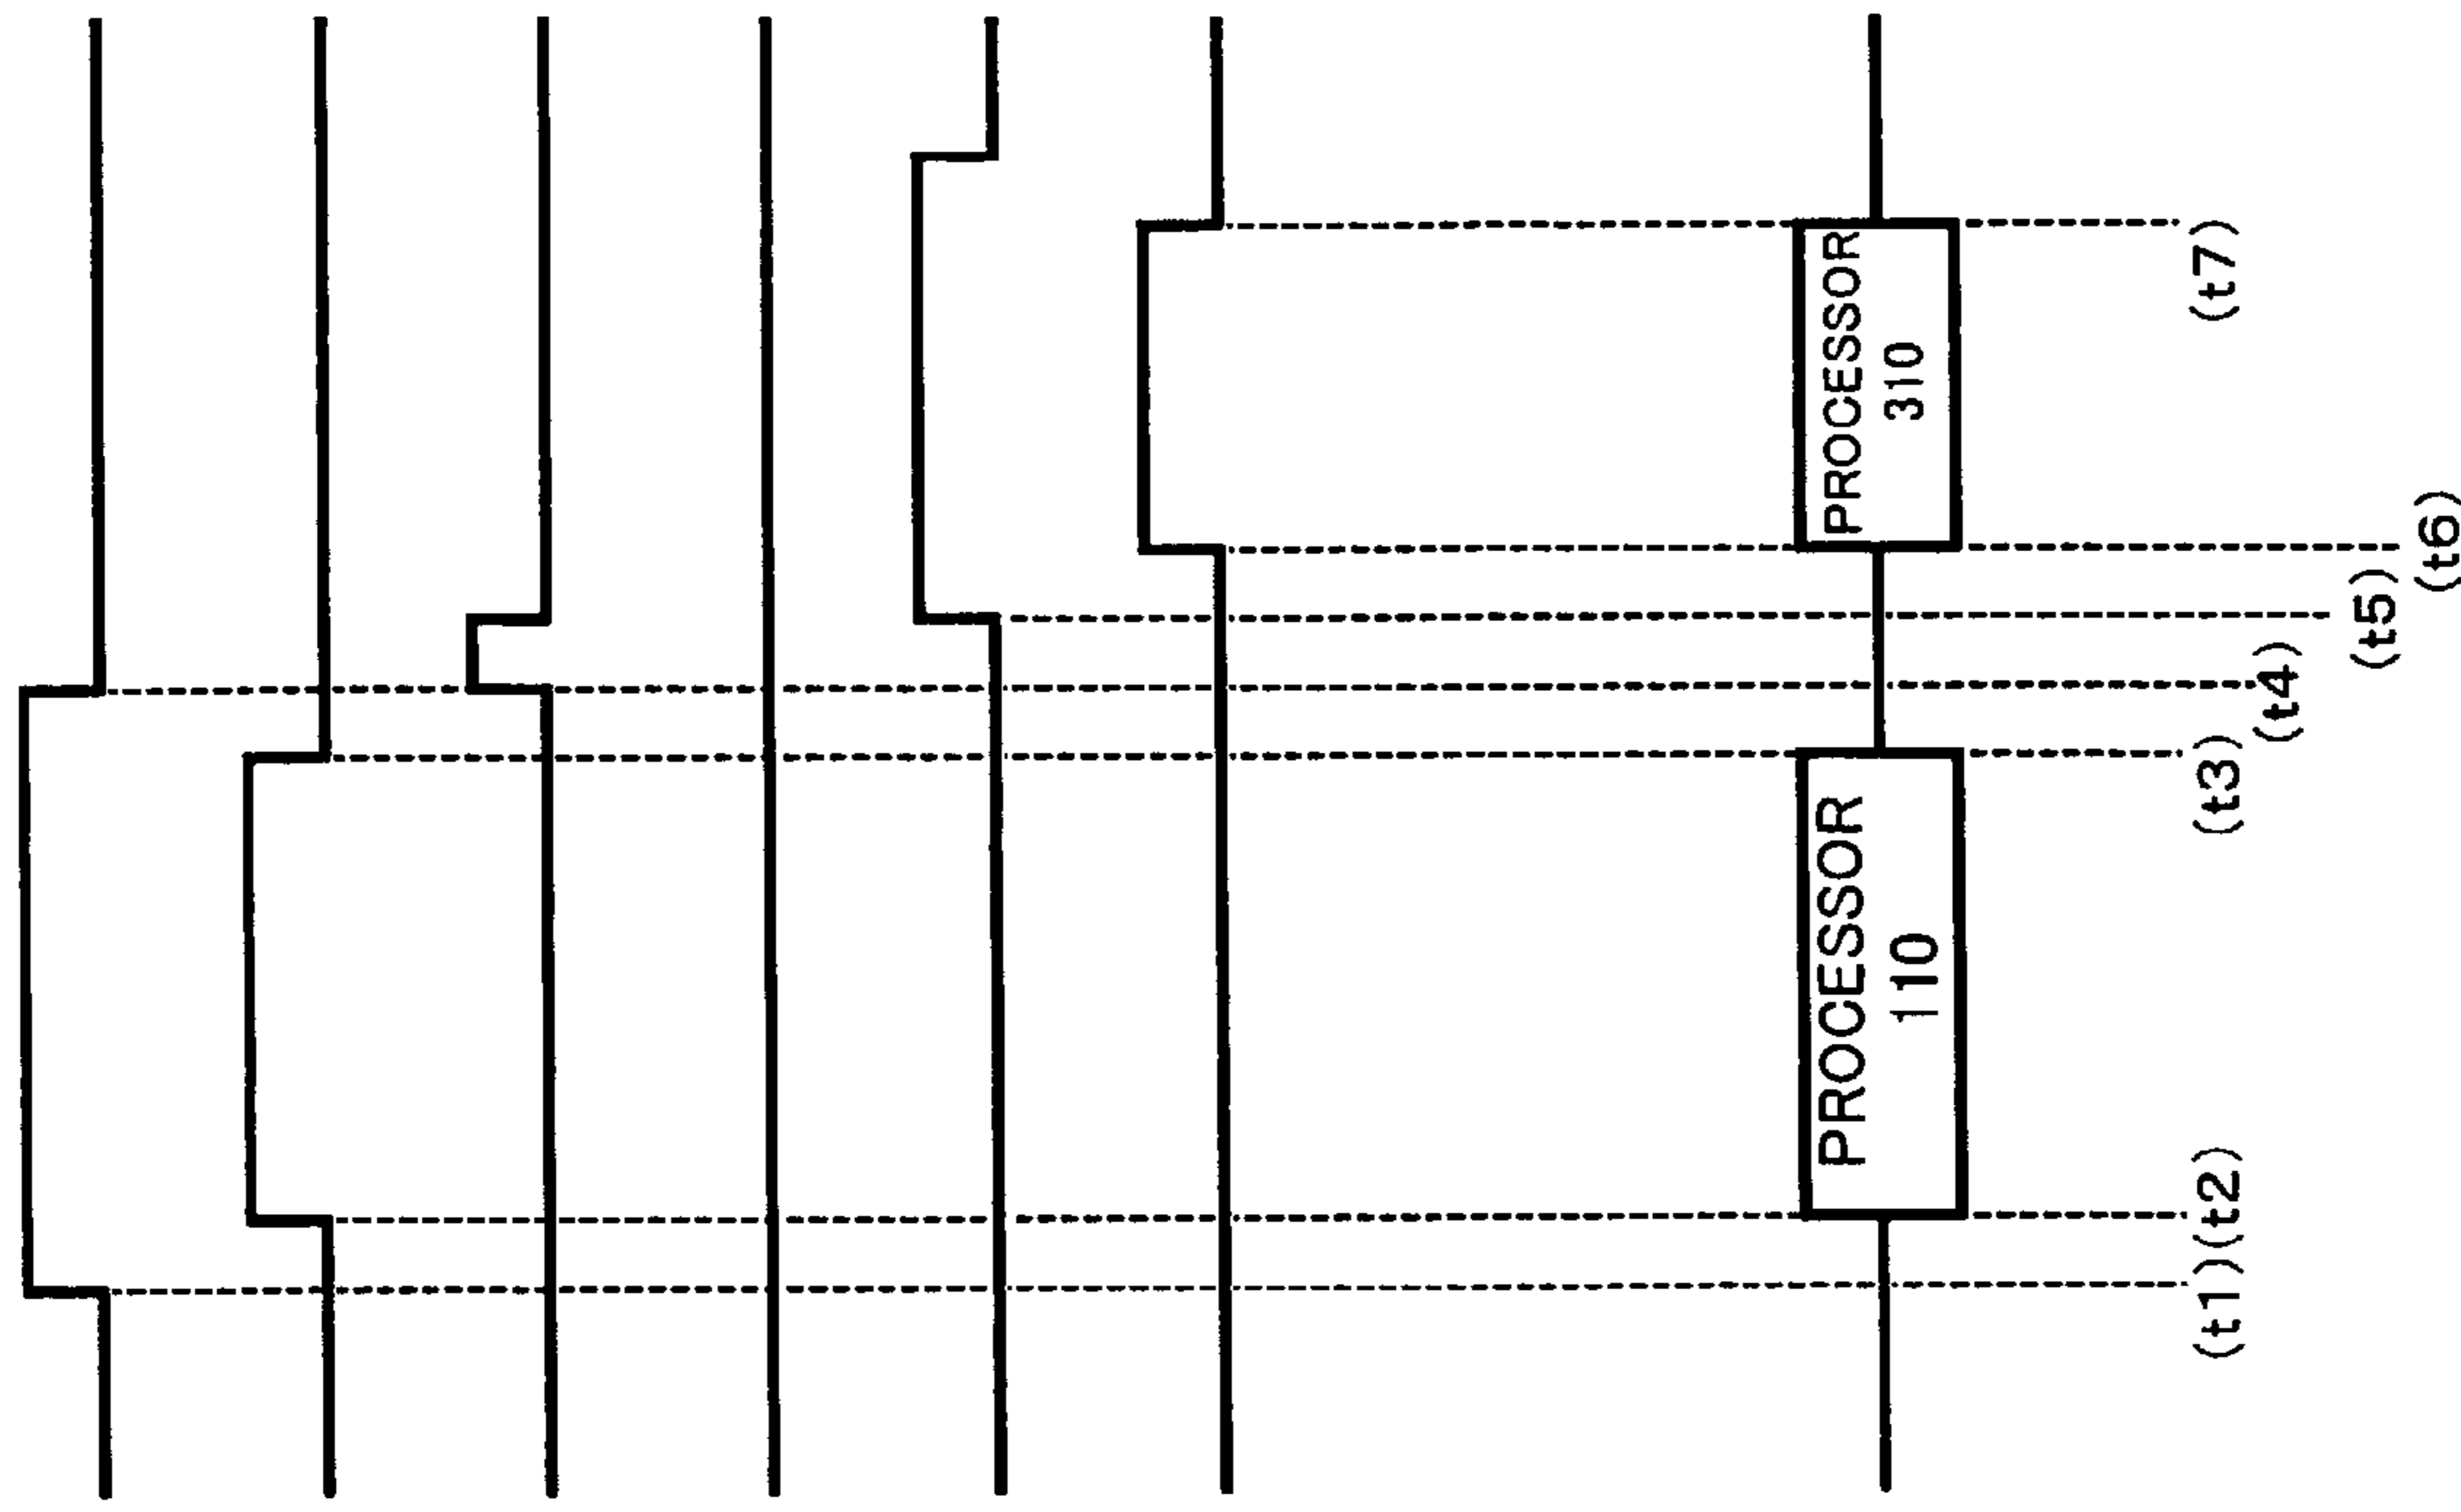 PROCESSOR
110
PROCESSOR
310
(t1)(t2)
(t3)
(t4)
(t5)
(t6)
(t7)